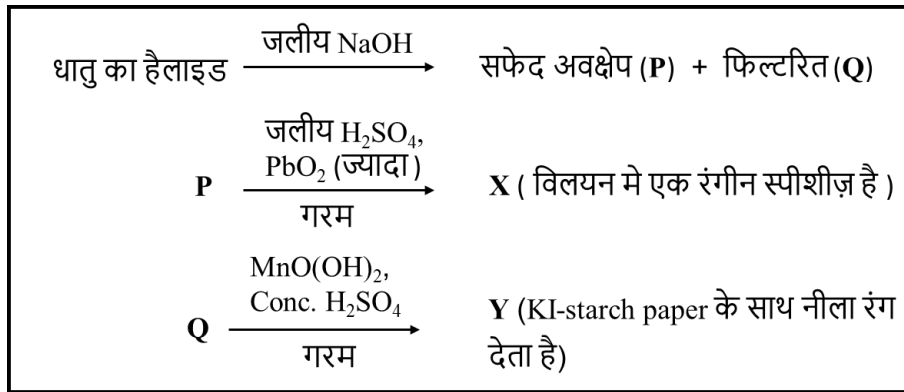 धातु का हैलाइड जलीय NaOH सफेद अवक्षेप (P) + फिल्टरित (Q)
जलीय H₂SO₄,
PbO₂ (ज्यादा)
P X ( विलयन मे एक रंगीन स्पीशीज़ है )
गरम
MnO(OH)₂,
Conc. H₂SO₄
Q Y (KI-starch paper के साथ नीला रंग
गरम देता है)